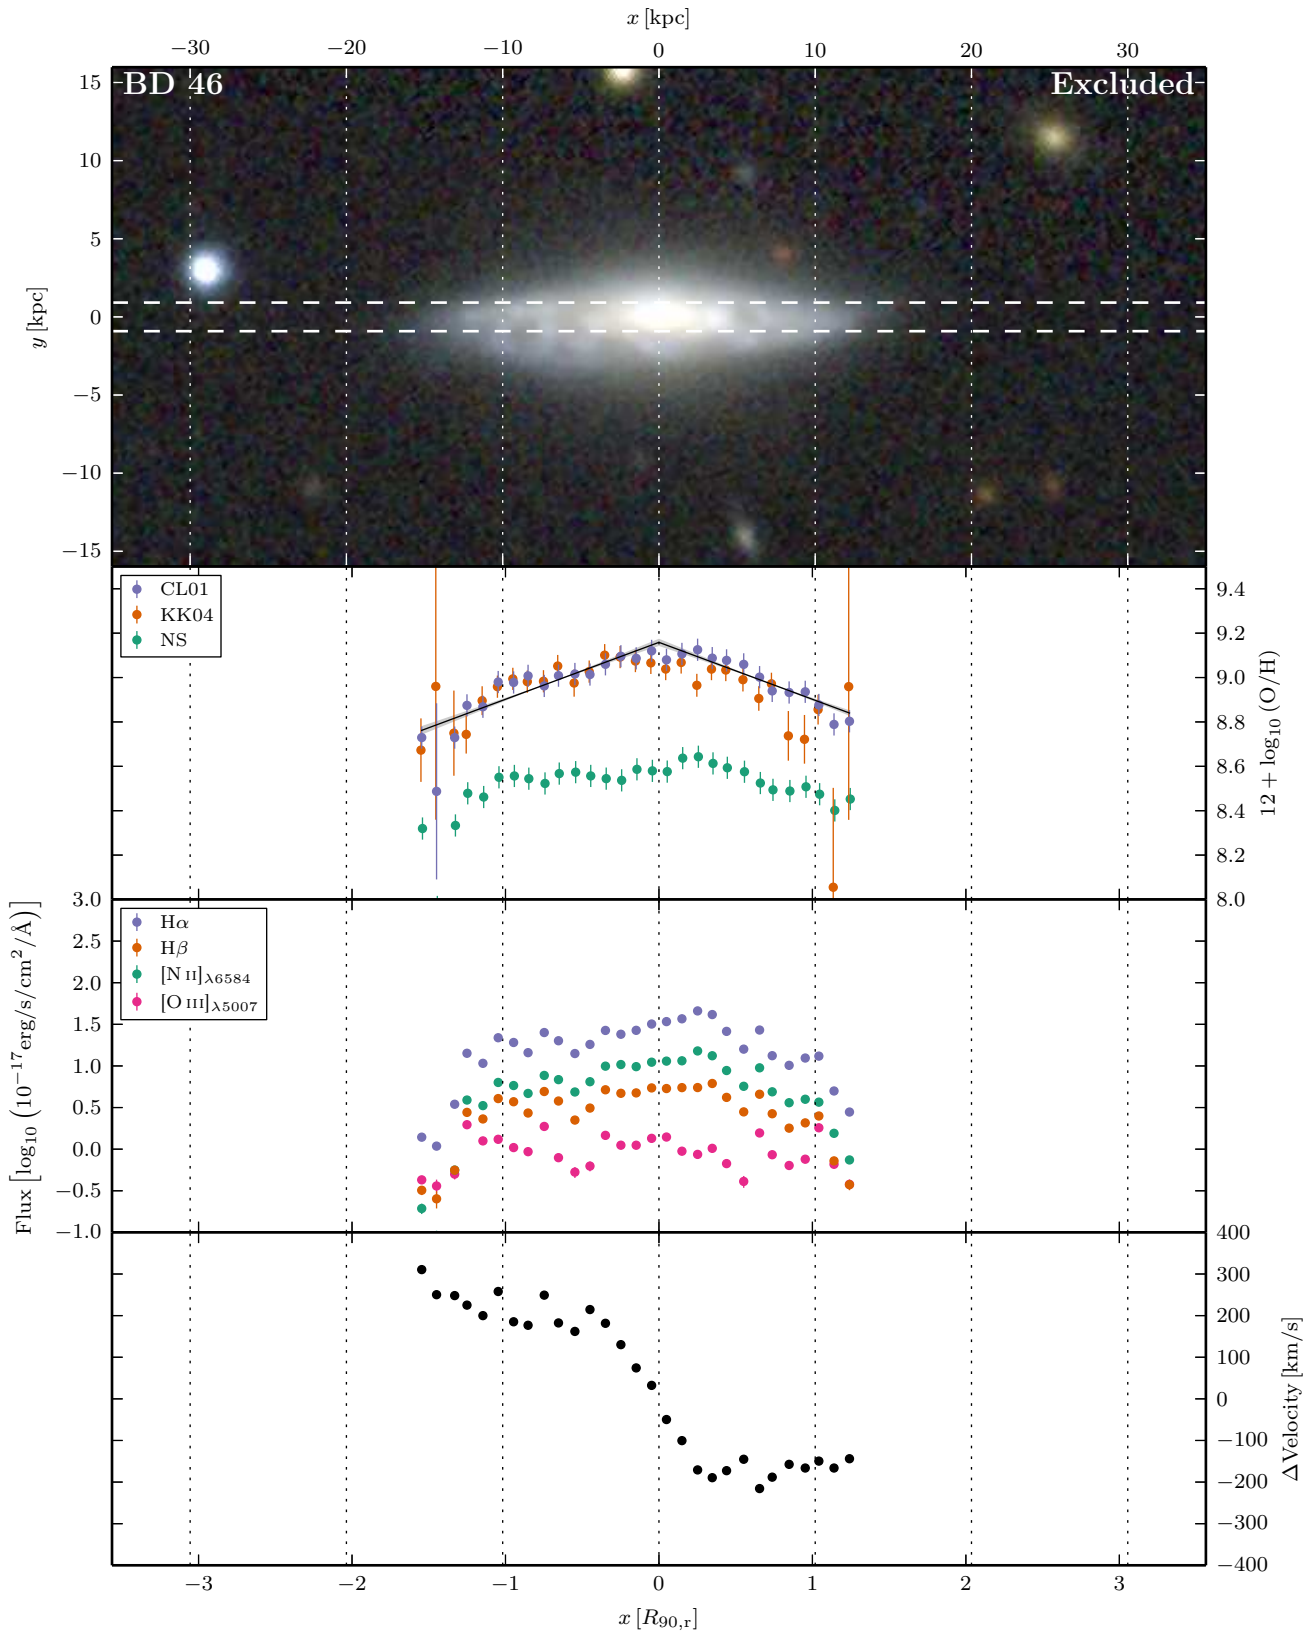 x [kpc]
−30 −20 −10 0 10 20 30
BD 46 Excluded
15
10
5
0
−5
−10
−15
y [kpc]
CL01
KK04
NS
9.4
9.2
9.0
8.8
8.6
8.4
8.2
8.0
12 + log₁₀ (O/H)
3.0
2.5
2.0
1.5
1.0
0.5
0.0
−0.5
−1.0
Flux [log₁₀ (10⁻¹⁷erg/s/cm²/Å)]
Hα
Hβ
[N II]λ6584
[O III]λ5007
400
300
200
100
0
−100
−200
−300
−400
ΔVelocity [km/s]
−3 −2 −1 0 1 2 3
x [R₉₀,ᵣ]